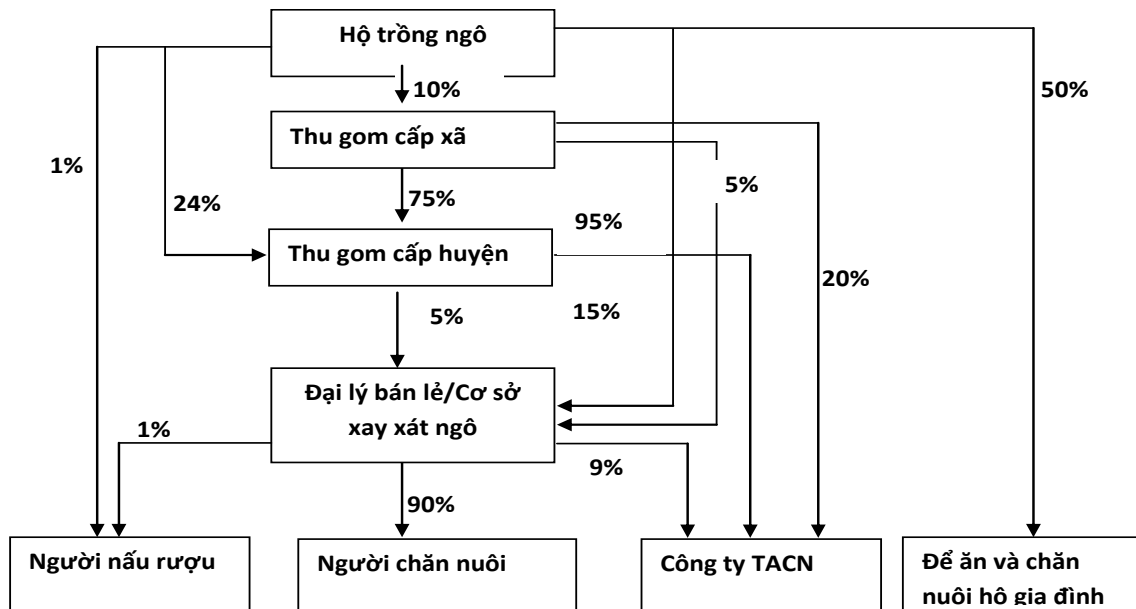 Hộ trồng ngô
10%
50%
Thu gom cấp xã
1%
5%
24%
75%
95%
Thu gom cấp huyện
20%
5%
15%
Đại lý bán lẻ/Cơ sở
xay xát ngô
1%
9%
90%
Người nấu rượu
Người chăn nuôi
Công ty TACN
Để ăn và chăn
nuôi hô gia đình